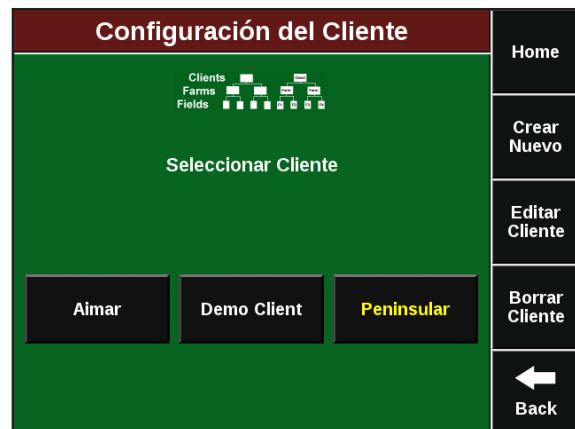 Configuración del Cliente
Home
Clients
Farms
Fields
Crear
Nuevo
Seleccionar Cliente
Editar
Cliente
Aimar
Demo Client
Peninsular
Borrar
Cliente
Back